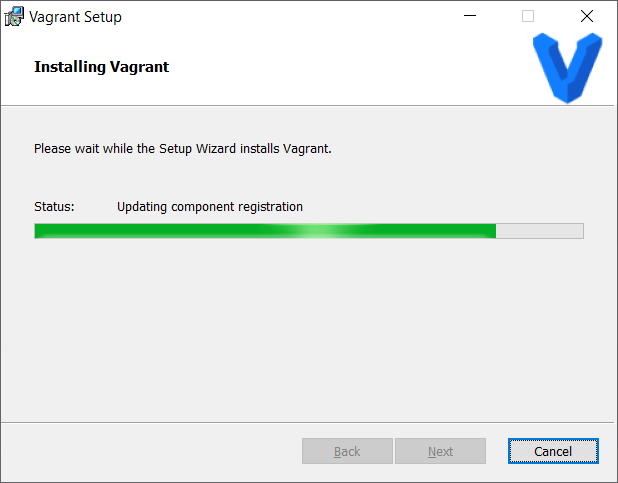 Vagrant Setup
Installing Vagrant
Please wait while the Setup Wizard installs Vagrant.
Status: Updating component registration
Back Next Cancel